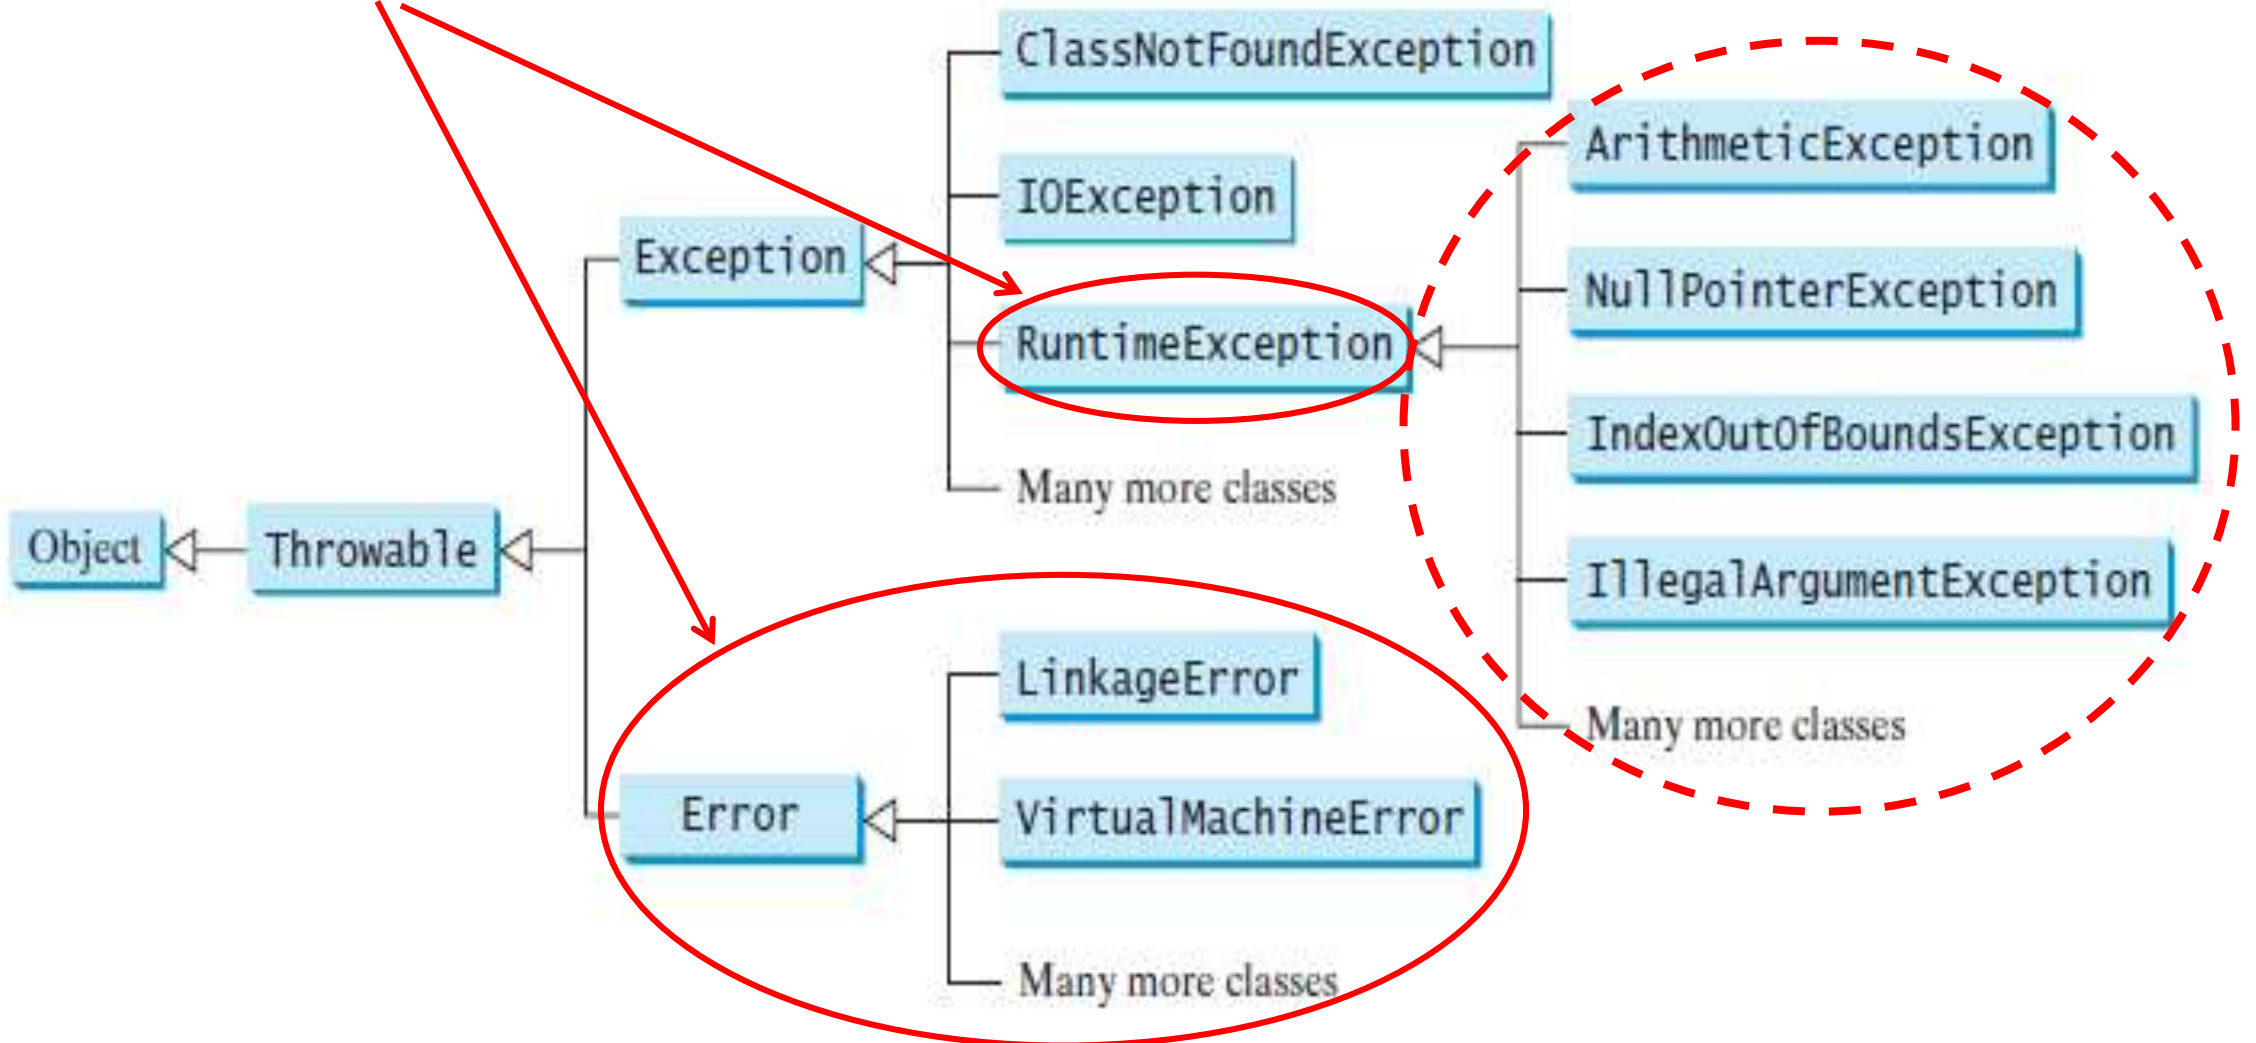 ClassNotFoundException
ArithmeticException
IOException
Exception
NullPointerException
RuntimeException
IndexOutOfBoundsException
Many more classes
Object
Throwable
IllegalArgumentException
LinkageError
Many more classes
Error
VirtualMachineError
Many more classes